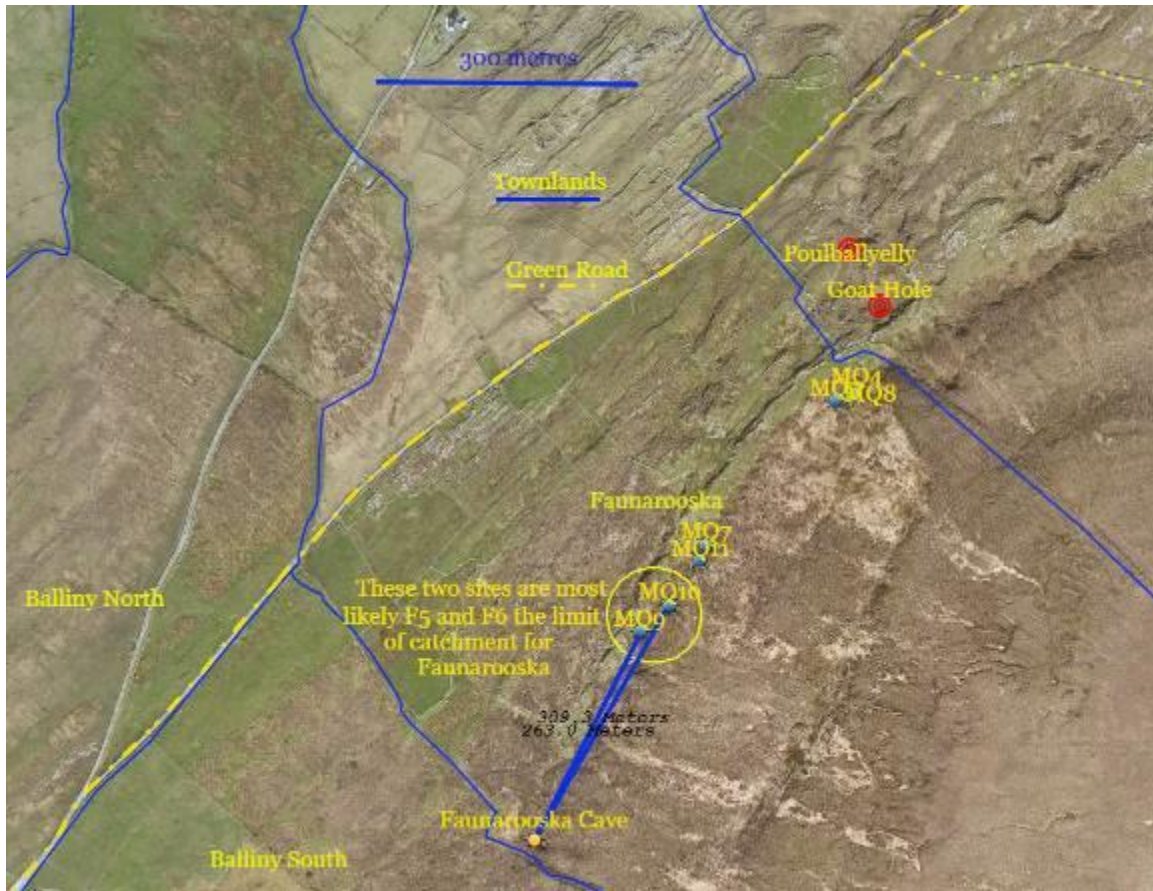 300 metres
Townlands
Green Road
Poulballyelly
Goat Hole
MQ4
MQ8
Faunarooska
MQ7
MQ11
These two sites are most
likely F5 and F6 the limit
of catchment for
Faunarooska
MQ10
MQ9
Balliny North
309.3 Meters
263.0 Meters
Faunarooska Cave
Balliny South